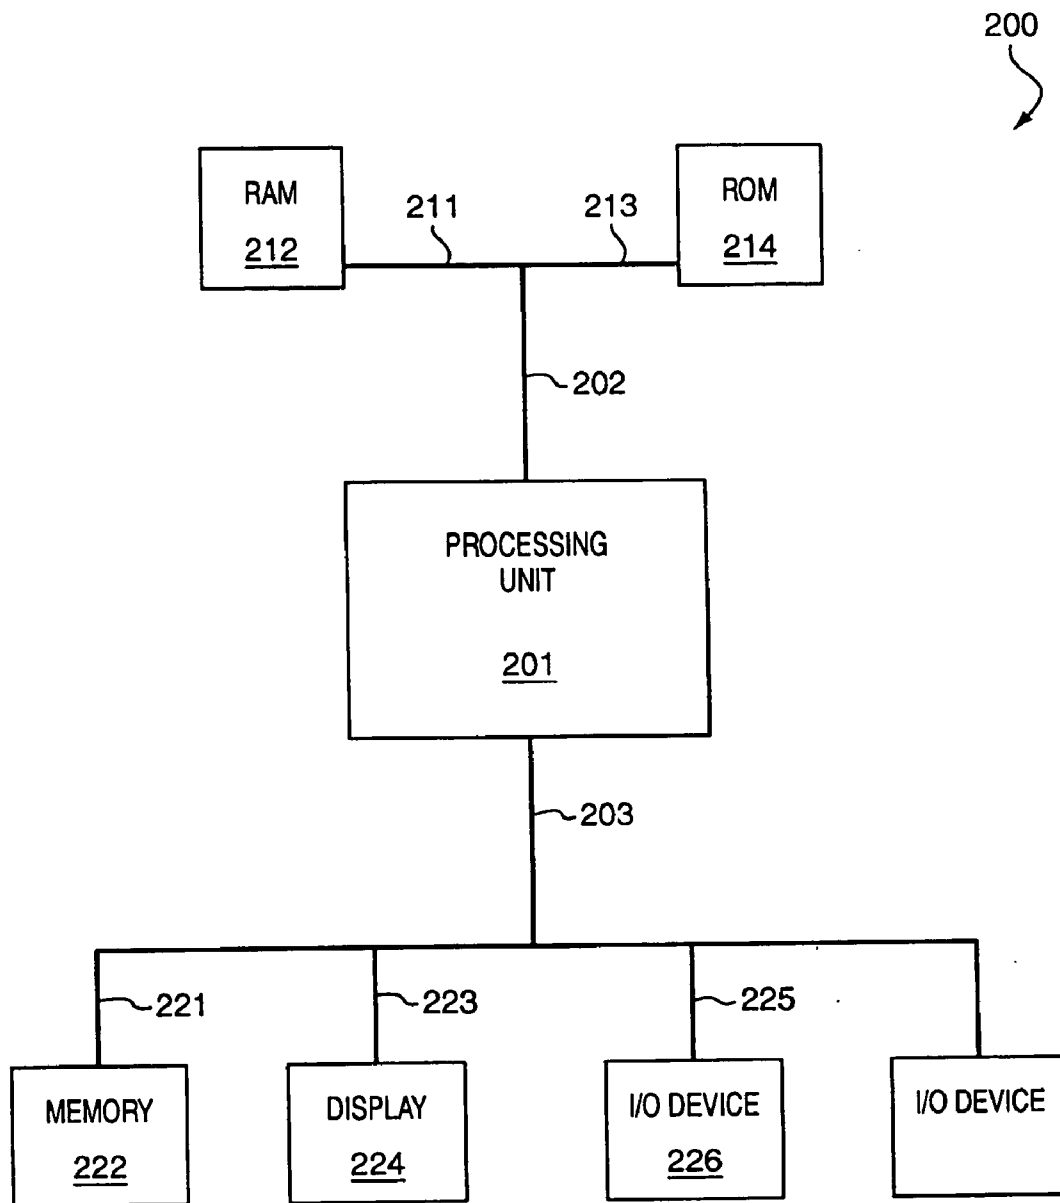 200
RAM
212
211
213
ROM
214
202
PROCESSING
UNIT
201
203
221
223
225
MEMORY
222
DISPLAY
224
I/O DEVICE
226
I/O DEVICE